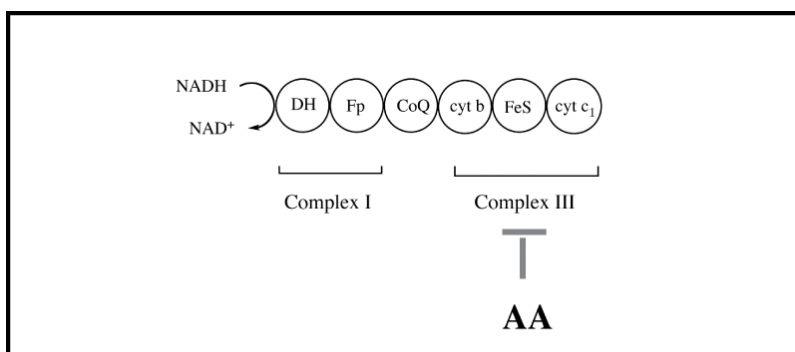 NADH
NAD⁺
DH Fp CoQ cyt b FeS cyt c₁
Complex I Complex III
AA